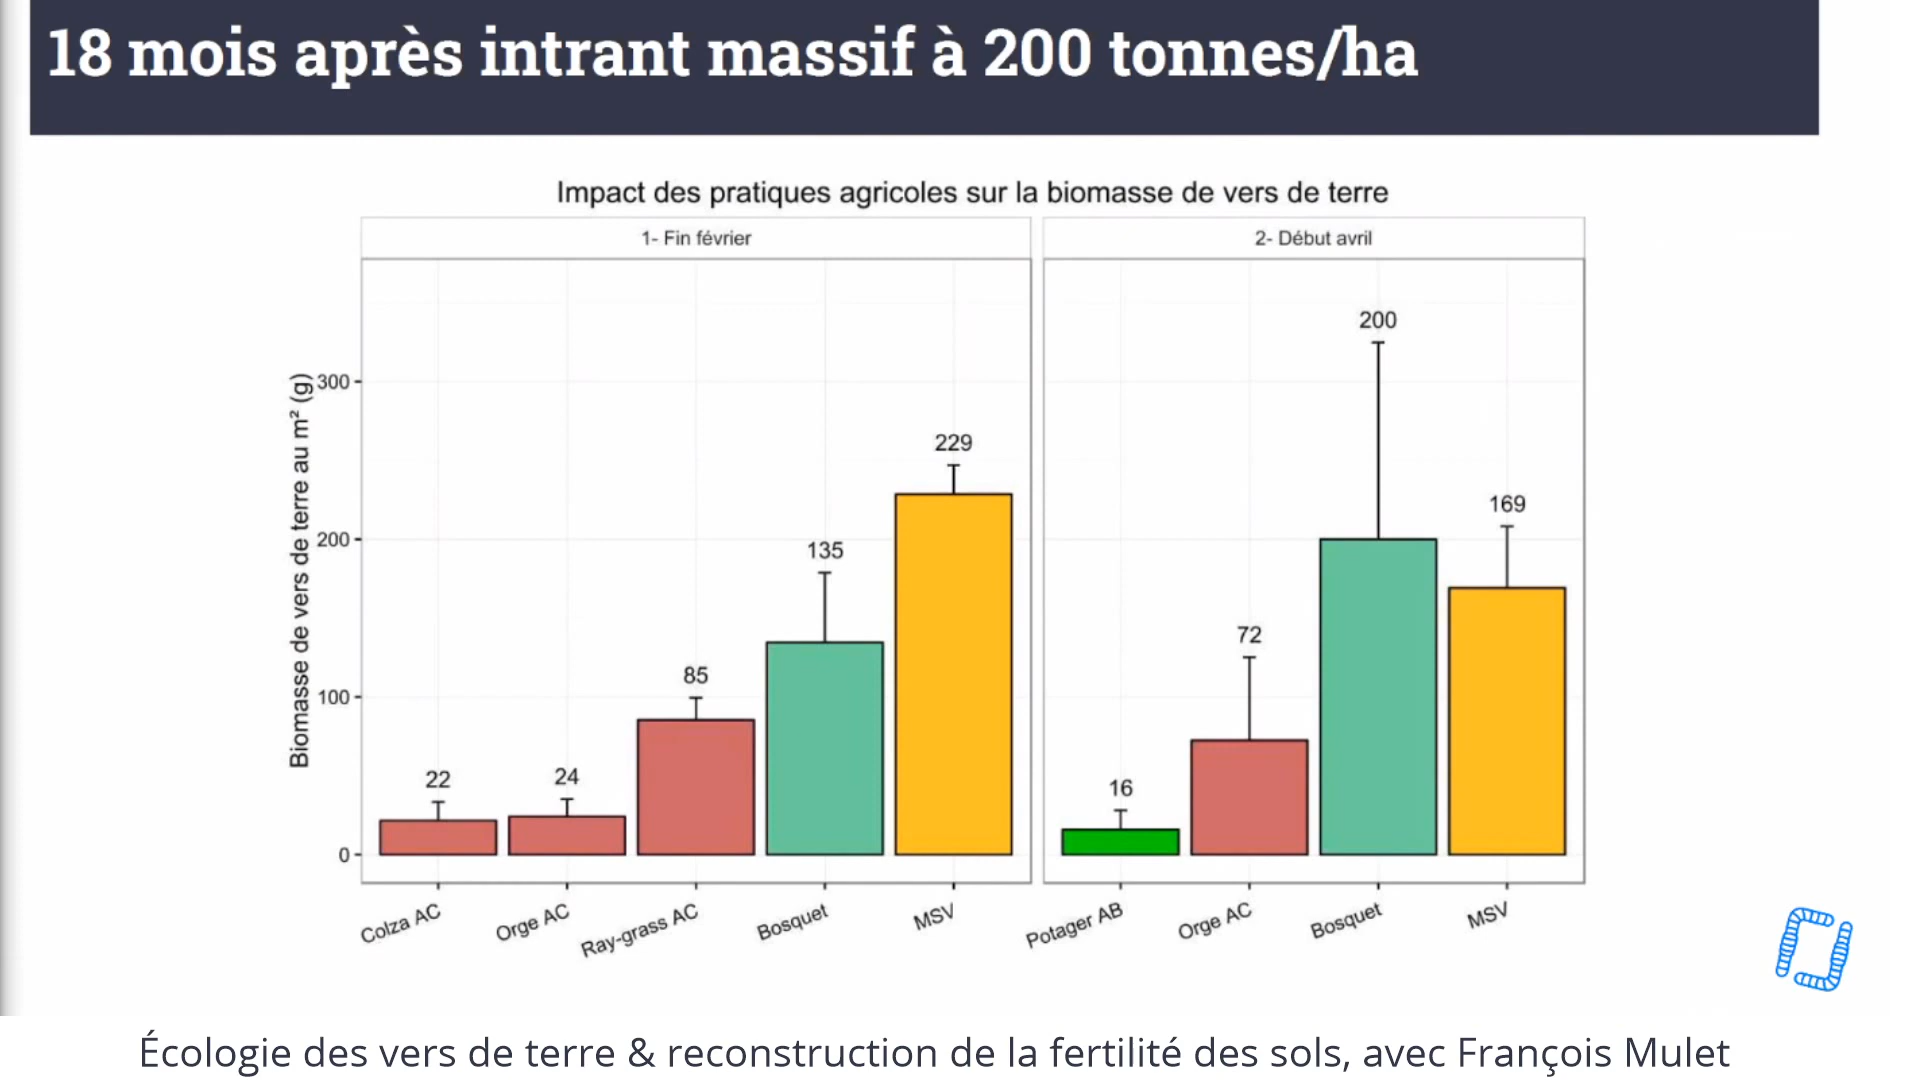 18 mois après intrant massif à 200 tonnes/ha
Impact des pratiques agricoles sur la biomasse de vers de terre
1- Fin février
2- Début avril
Biomasse de vers de terre au m² (g)
300
200
100
0
22
24
85
135
229
16
72
200
169
Colza AC
Orge AC
Ray-grass AC
Bosquet
MSV
Potager AB
Orge AC
Bosquet
MSV
Écologie des vers de terre & reconstruction de la fertilité des sols, avec François Mulet